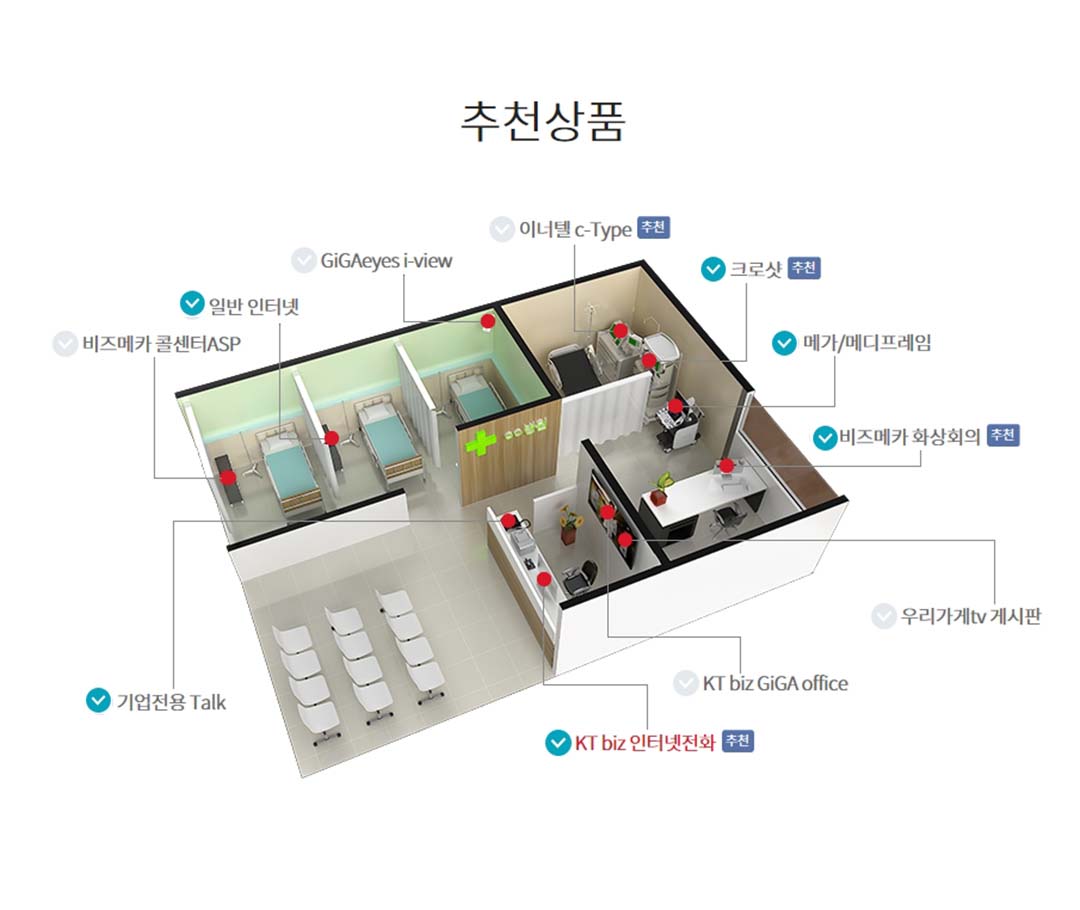 추천상품
이너텔 c-Type 추천
GiGAeyes i-view
크로샷 추천
일반 인터넷
비즈메카 콜센터ASP
메가/메디프레임
비즈메카 화상회의 추천
우리가게tv 게시판
KT biz GiGA office
기업전용 Talk
KT biz 인터넷전화 추천